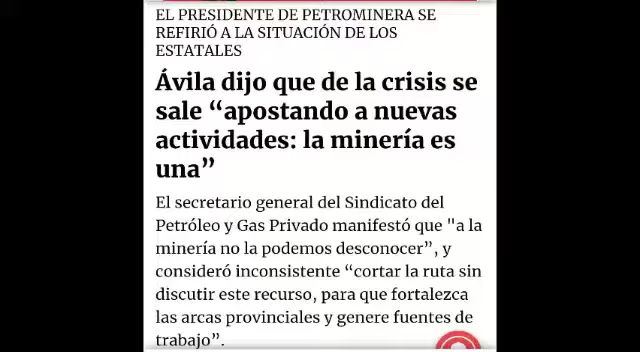 EL PRESIDENTE DE PETROMINERA SE
REFIRIÓ A LA SITUACIÓN DE LOS
ESTATALES
Ávila dijo que de la crisis se
sale “apostando a nuevas
actividades: la minería es
una”
El secretario general del Sindicato del
Petróleo y Gas Privado manifestó que "a la
minería no la podemos desconocer”, y
consideró inconsistente “cortar la ruta sin
discutir este recurso, para que fortalezca
las arcas provinciales y genere fuentes de
trabajo”.